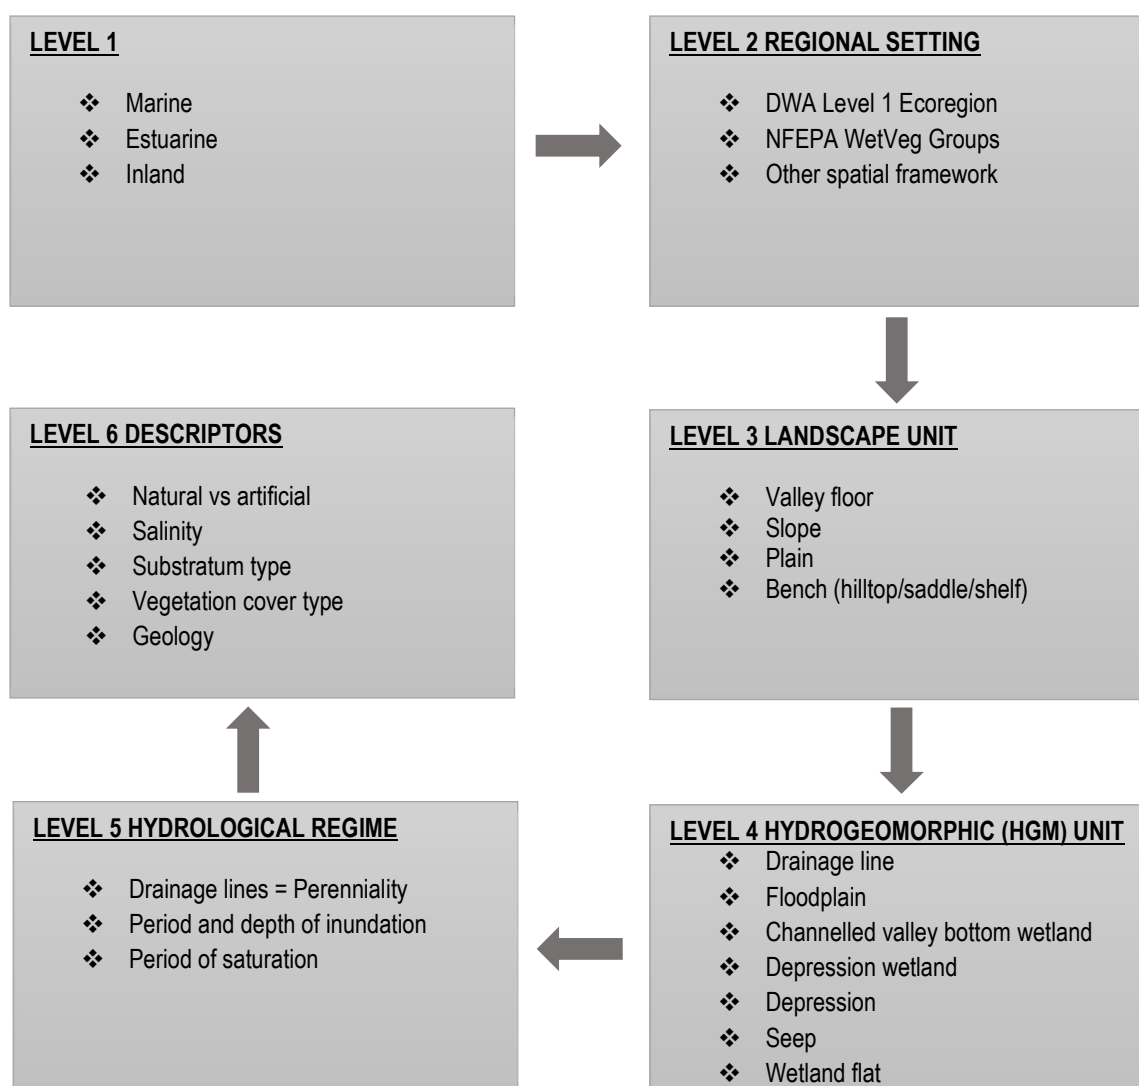 LEVEL 1
❖ Marine
❖ Estuarine
❖ Inland
LEVEL 2 REGIONAL SETTING
❖ DWA Level 1 Ecoregion
❖ NFEPA WetVeg Groups
❖ Other spatial framework
LEVEL 3 LANDSCAPE UNIT
❖ Valley floor
❖ Slope
❖ Plain
❖ Bench (hilltop/saddle/shelf)
LEVEL 4 HYDROGEOMORPHIC (HGM) UNIT
❖ Drainage line
❖ Floodplain
❖ Channelled valley bottom wetland
❖ Depression wetland
❖ Depression
❖ Seep
❖ Wetland flat
LEVEL 5 HYDROLOGICAL REGIME
❖ Drainage lines = Perenniality
❖ Period and depth of inundation
❖ Period of saturation
LEVEL 6 DESCRIPTORS
❖ Natural vs artificial
❖ Salinity
❖ Substratum type
❖ Vegetation cover type
❖ Geology